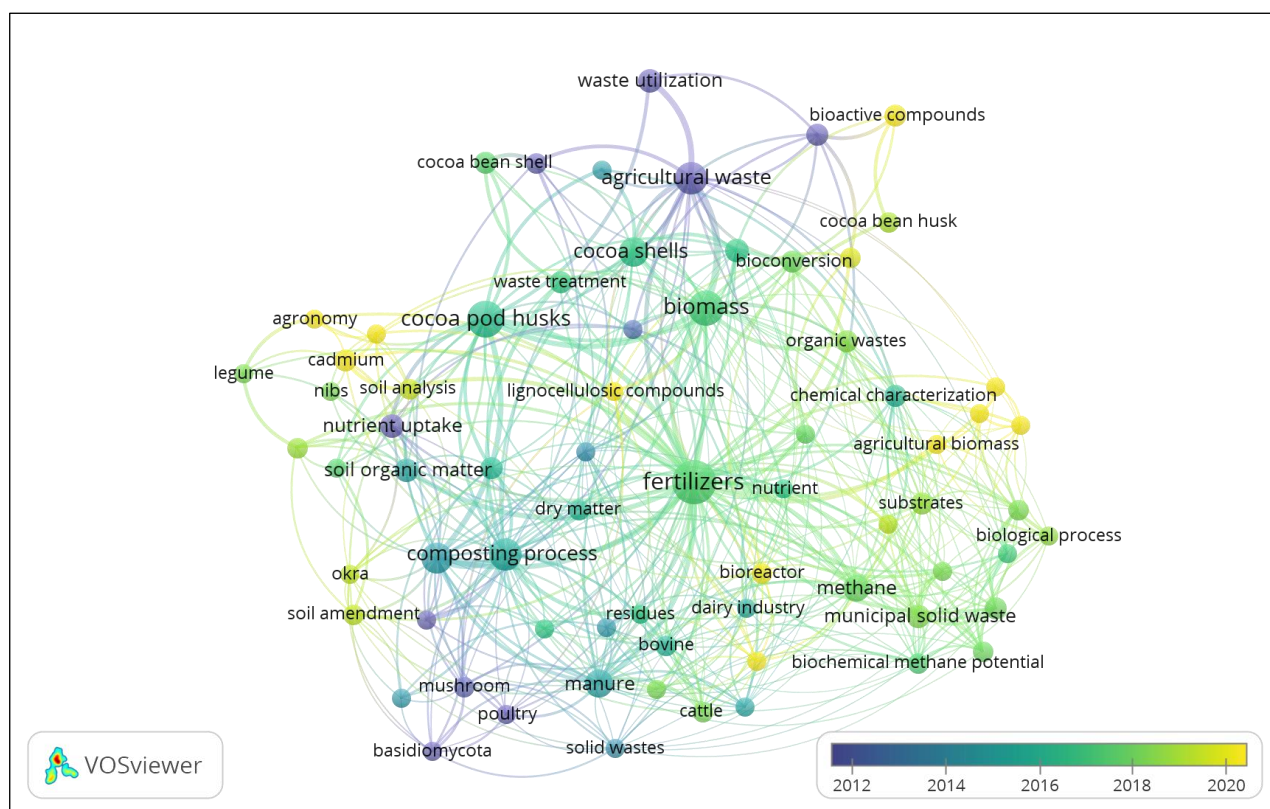 waste utilization
bioactive compounds
cocoa bean shell
agricultural waste
cocoa bean husk
cocoa shells
bioconversion
waste treatment
biomass
agronomy
cocoa pod husks
organic wastes
cadmium
legume
nibs
soil analysis
lignocellulosic compounds
chemical characterization
nutrient uptake
agricultural biomass
soil organic matter
fertilizers
nutrient
dry matter
substrates
biological process
composting process
okra
bioreactor
methane
soil amendment
residues
dairy industry
municipal solid waste
bovine
biochemical methane potential
mushroom
manure
poultry
cattle
basidiomycota
solid wastes
VOSviewer
2012 2014 2016 2018 2020